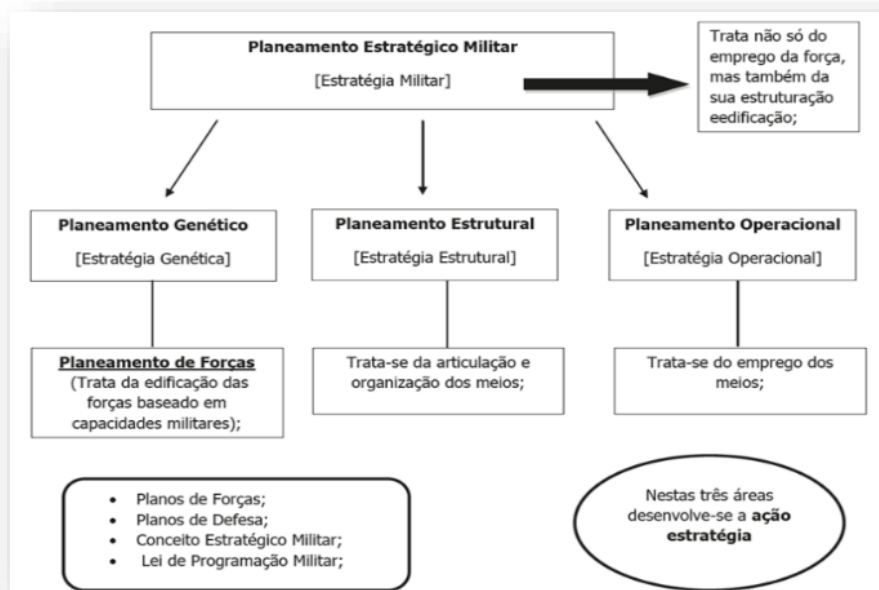 Planeamento Estratégico Militar
[Estratégia Militar]
Trata não só do
emprego da força,
mas também da
sua estruturação
eedificação;
Planeamento Genético
[Estratégia Genética]
Planeamento Estrutural
[Estratégia Estrutural]
Planeamento Operacional
[Estratégia Operacional]
Planeamento de Forças
(Trata da edificação das
forças baseado em
capacidades militares);
Trata-se da articulação e
organização dos meios;
Trata-se do emprego dos
meios;
• Planos de Forças;
• Planos de Defesa;
• Conceito Estratégico Militar;
• Lei de Programação Militar;
Nestas três áreas
desenvolve-se a ação
estratégia